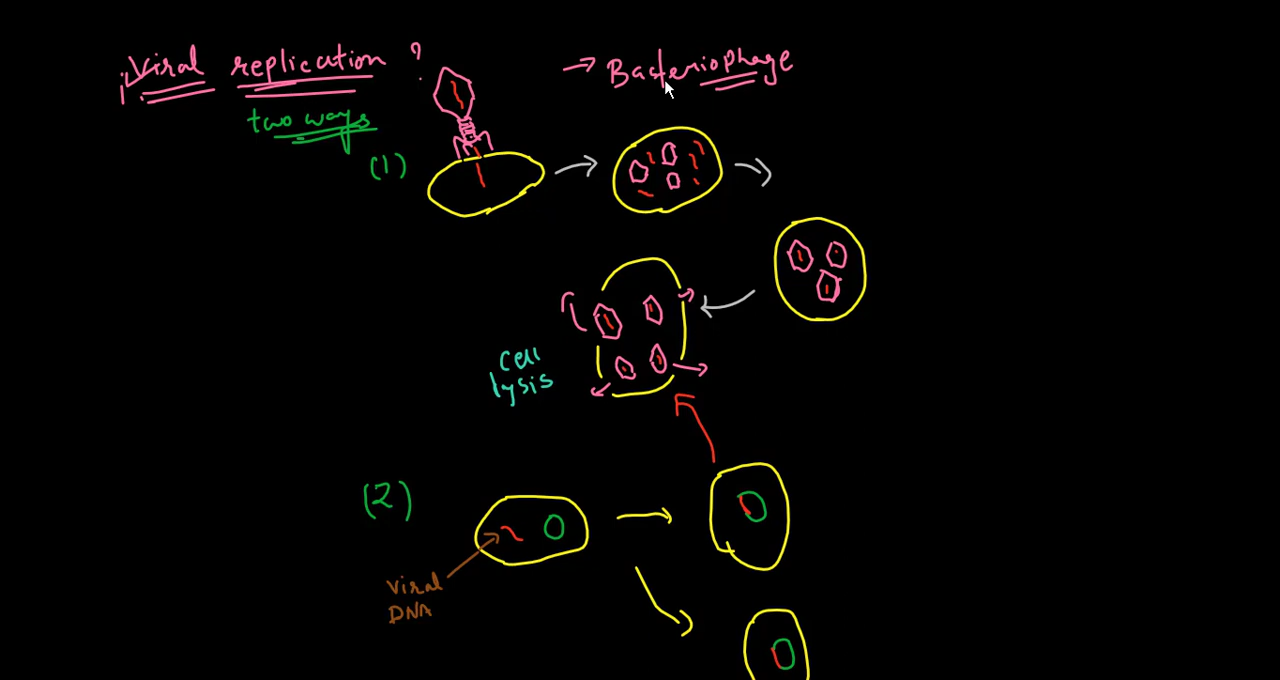 Viral replication ?
→ Bacteriophage
two ways
(1)
cell
lysis
(2)
Viral
DNA